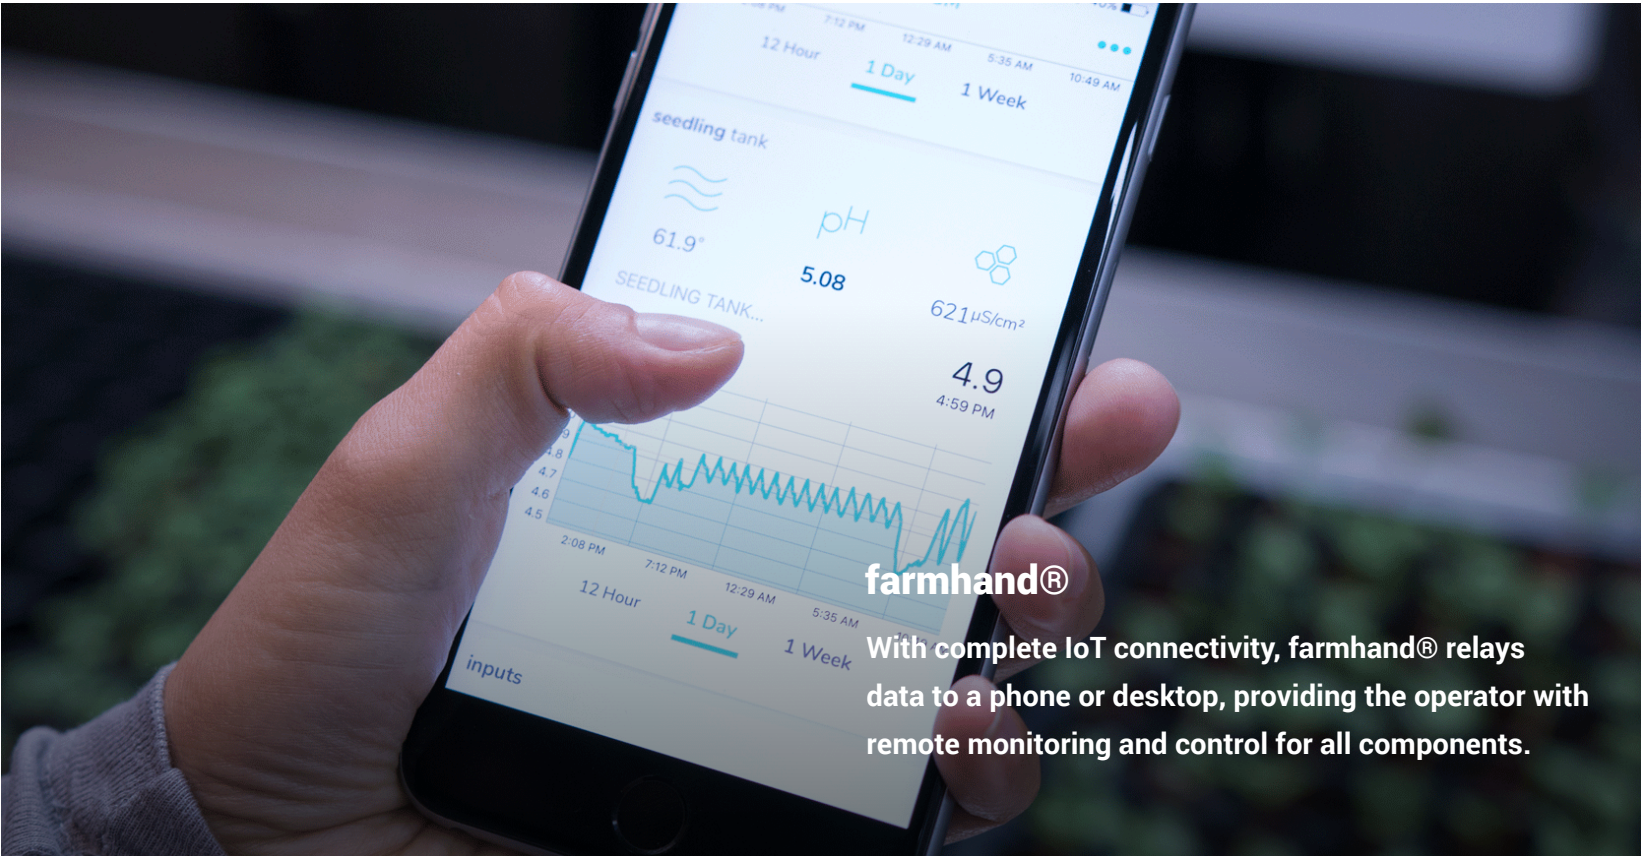 7:12 PM
12:29 AM
5:35 AM
10:49 AM
12 Hour
1 Day
1 Week
seedling tank
61.9°
pH
5.08
621µS/cm²
SEEDLING TANK...
4.9
4:59 PM
4.8
4.7
4.6
4.5
2:08 PM
7:12 PM
12:29 AM
5:35 AM
12 Hour
1 Day
1 Week
inputs
farmhand®
With complete IoT connectivity, farmhand® relays
data to a phone or desktop, providing the operator with
remote monitoring and control for all components.